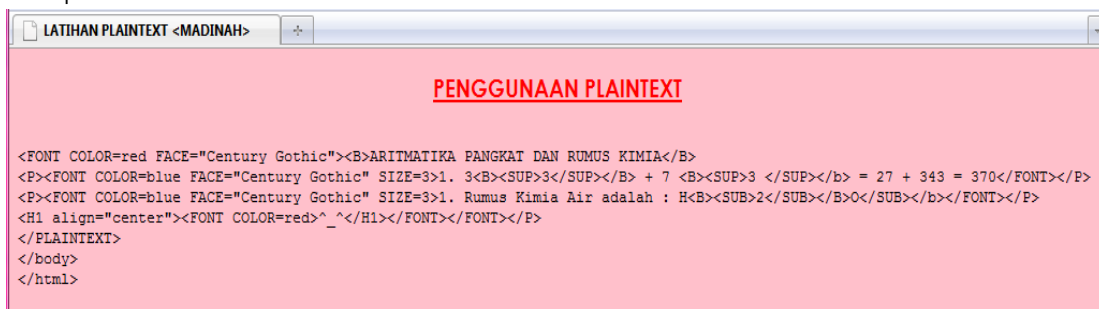 LATIHAN PLAINTEXT <MADINAH>
PENGGUNAAN PLAINTEXT
<FONT COLOR=red FACE="Century Gothic"><B>ARITMATIKA PANGKAT DAN RUMUS KIMIA</B>
<P><FONT COLOR=blue FACE="Century Gothic" SIZE=3>1. 3<B><SUP>3</SUP></B> + 7 <B><SUP>3 </SUP></b> = 27 + 343 = 370</FONT></P>
<P><FONT COLOR=blue FACE="Century Gothic" SIZE=3>1. Rumus Kimia Air adalah : H<B><SUB>2</SUB></B>O</SUB></b></FONT></P>
<H1 align="center"><FONT COLOR=red>^_^</H1></FONT></FONT></P>
</PLAINTEXT>
</body>
</html>